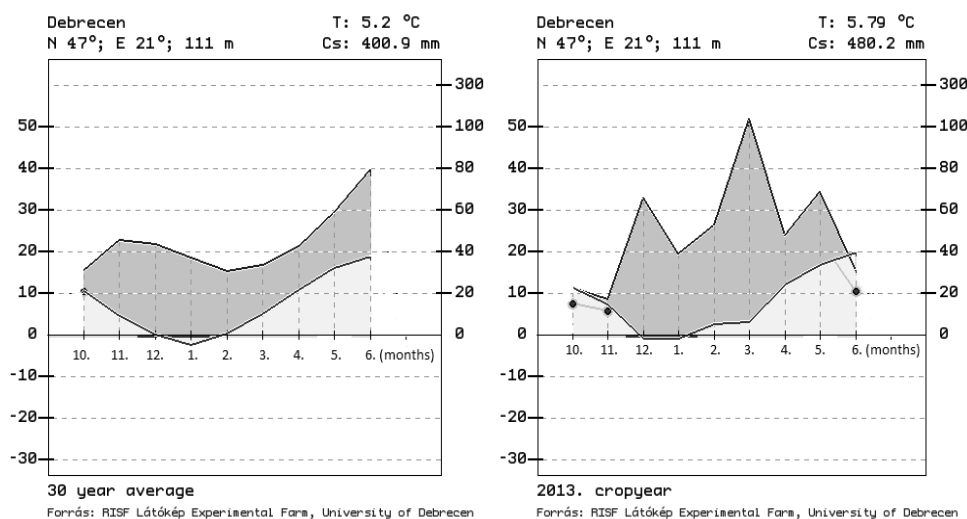 Debrecen T: 5.2 ºC
N 47°; E 21°; 111 m Cs: 400.9 mm
300
50 100
40 80
30 60
20 40
10 20
0 0
10. 11. 12. 1. 2. 3. 4. 5. 6. (months)
-10
-20
-30
30 year average
Forrás: RISF Látókép Experimental Farm, University of Debrecen
Debrecen T: 5.79 ºC
N 47°; E 21°; 111 m Cs: 480.2 mm
300
50 100
40 80
30 60
20 40
10 20
0 0
10. 11. 12. 1. 2. 3. 4. 5. 6. (months)
-10
-20
-30
2013. cropyear
Forrás: RISF Látókép Experimental Farm, University of Debrecen